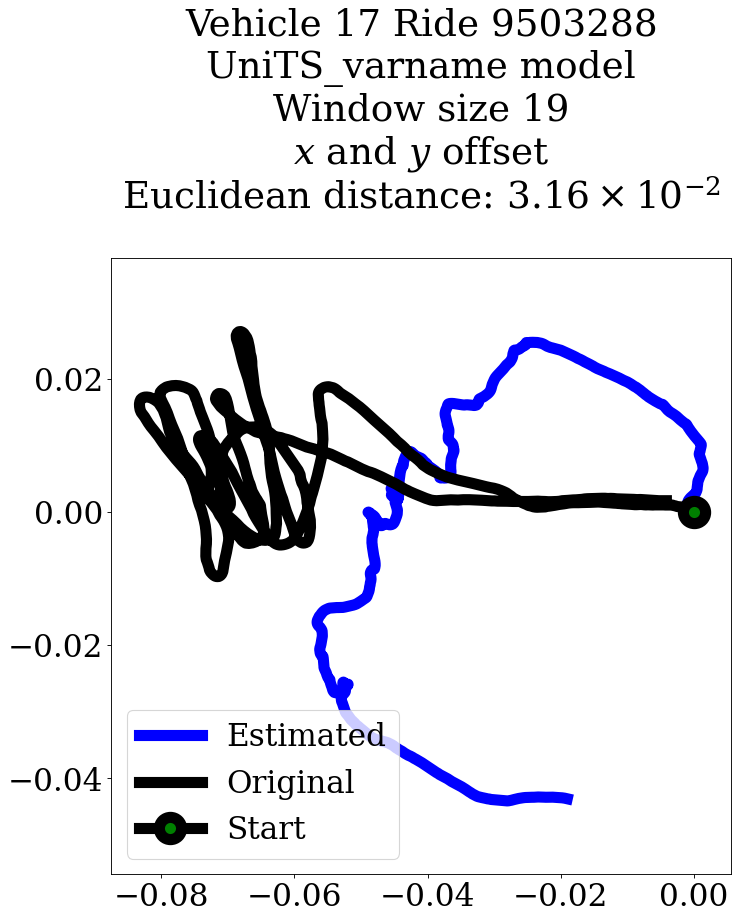 Vehicle 17 Ride 9503288
UniTS_varname model
Window size 19
x and y offset
Euclidean distance: 3.16 × 10⁻²
0.02
0.00
−0.02
−0.04
Estimated
Original
Start
−0.08
−0.06
−0.04
−0.02
0.00